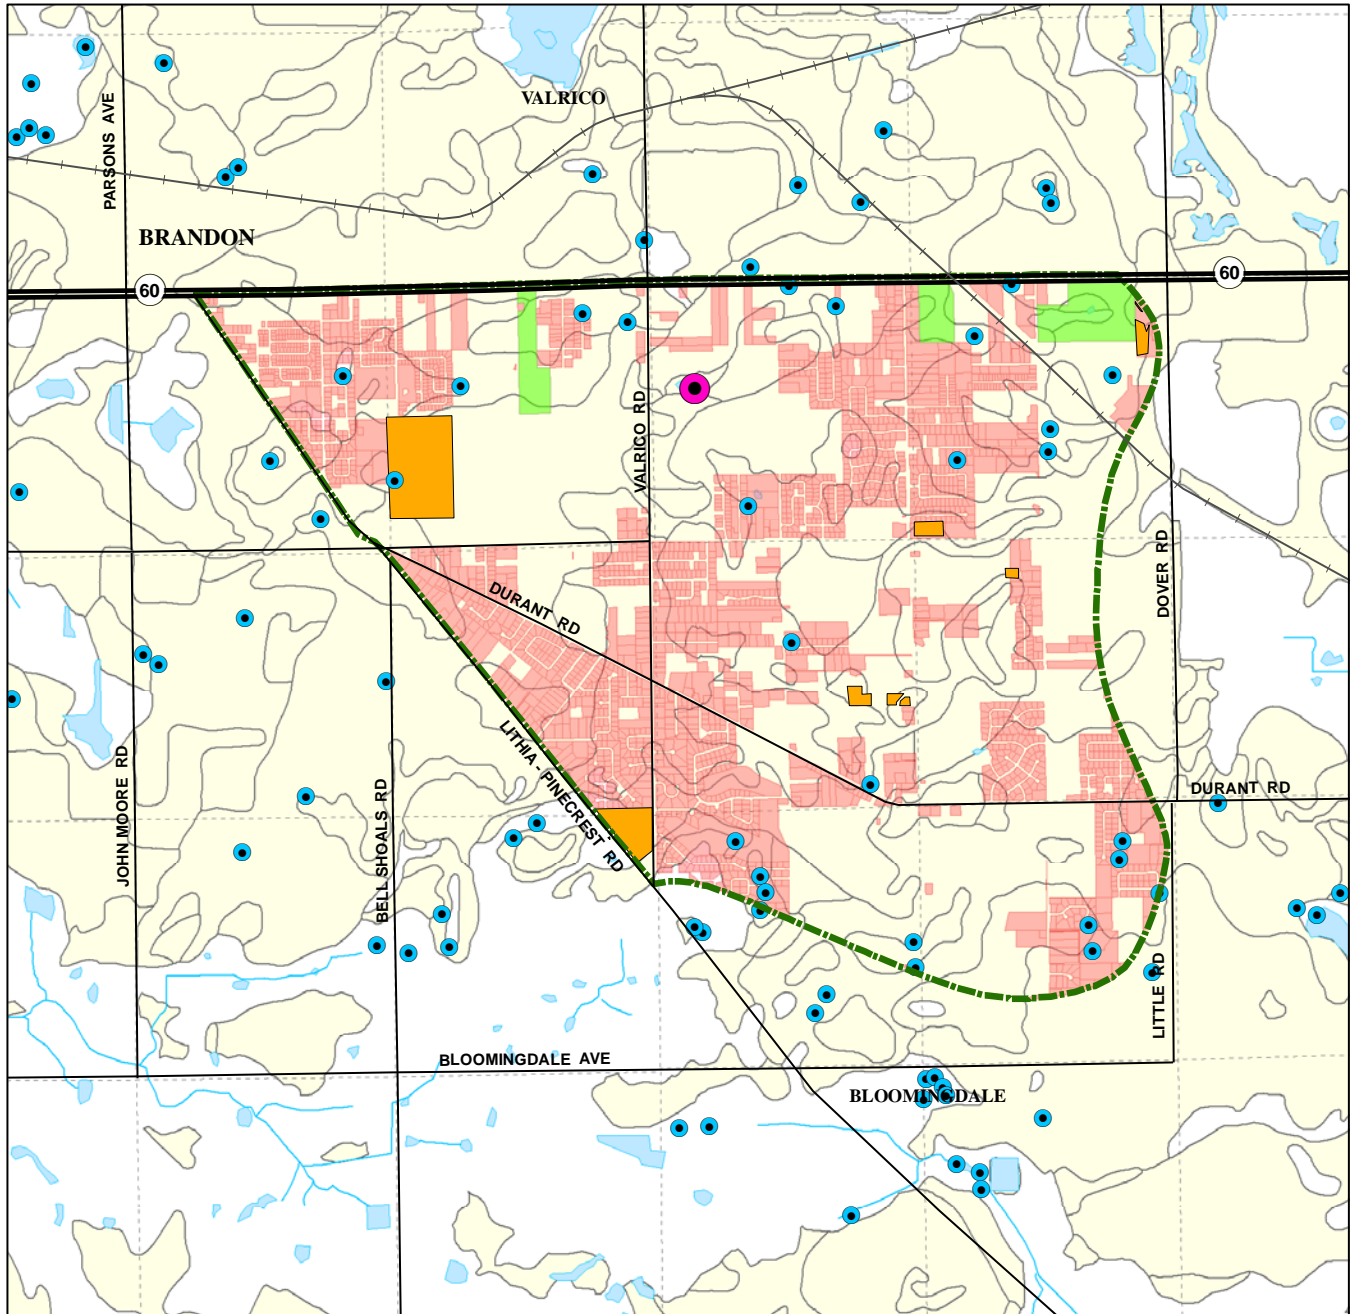 VALRICO
PARSONS AVE
BRANDON
60
60
VALRICO RD
DOVER RD
DURANT RD
LITHIA - PINECREST RD
JOHN MOORE RD
BELL SHOALS RD
DURANT RD
LITTLE RD
BLOOMINGDALE AVE
BLOOMINGDALE